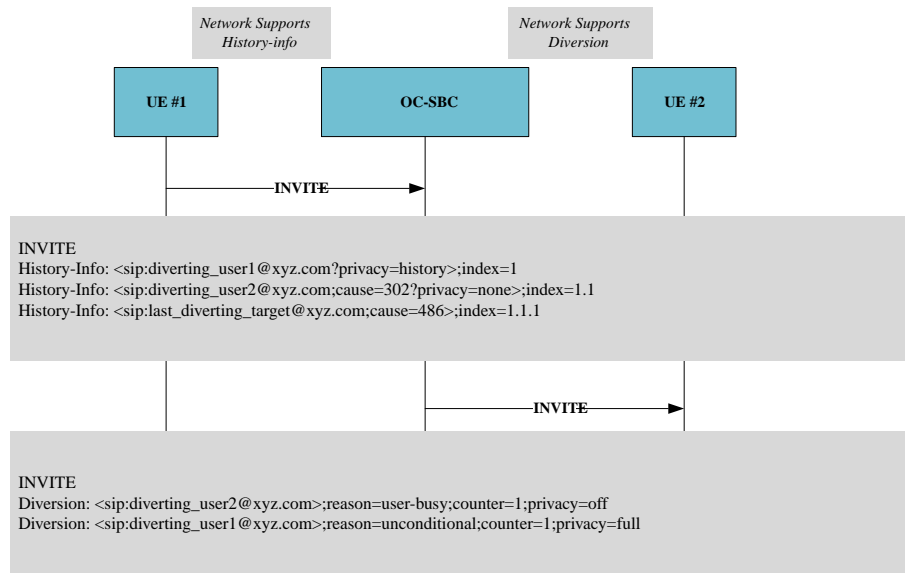 Network Supports
History-info
Network Supports
Diversion
UE #1
OC-SBC
UE #2
INVITE
INVITE
History-Info: <sip:diverting_user1@xyz.com?privacy=history>;index=1
History-Info: <sip:diverting_user2@xyz.com;cause=302?privacy=none>;index=1.1
History-Info: <sip:last_diverting_target@xyz.com;cause=486>;index=1.1.1
INVITE
INVITE
Diversion: <sip:diverting_user2@xyz.com>;reason=user-busy;counter=1;privacy=off
Diversion: <sip:diverting_user1@xyz.com>;reason=unconditional;counter=1;privacy=full